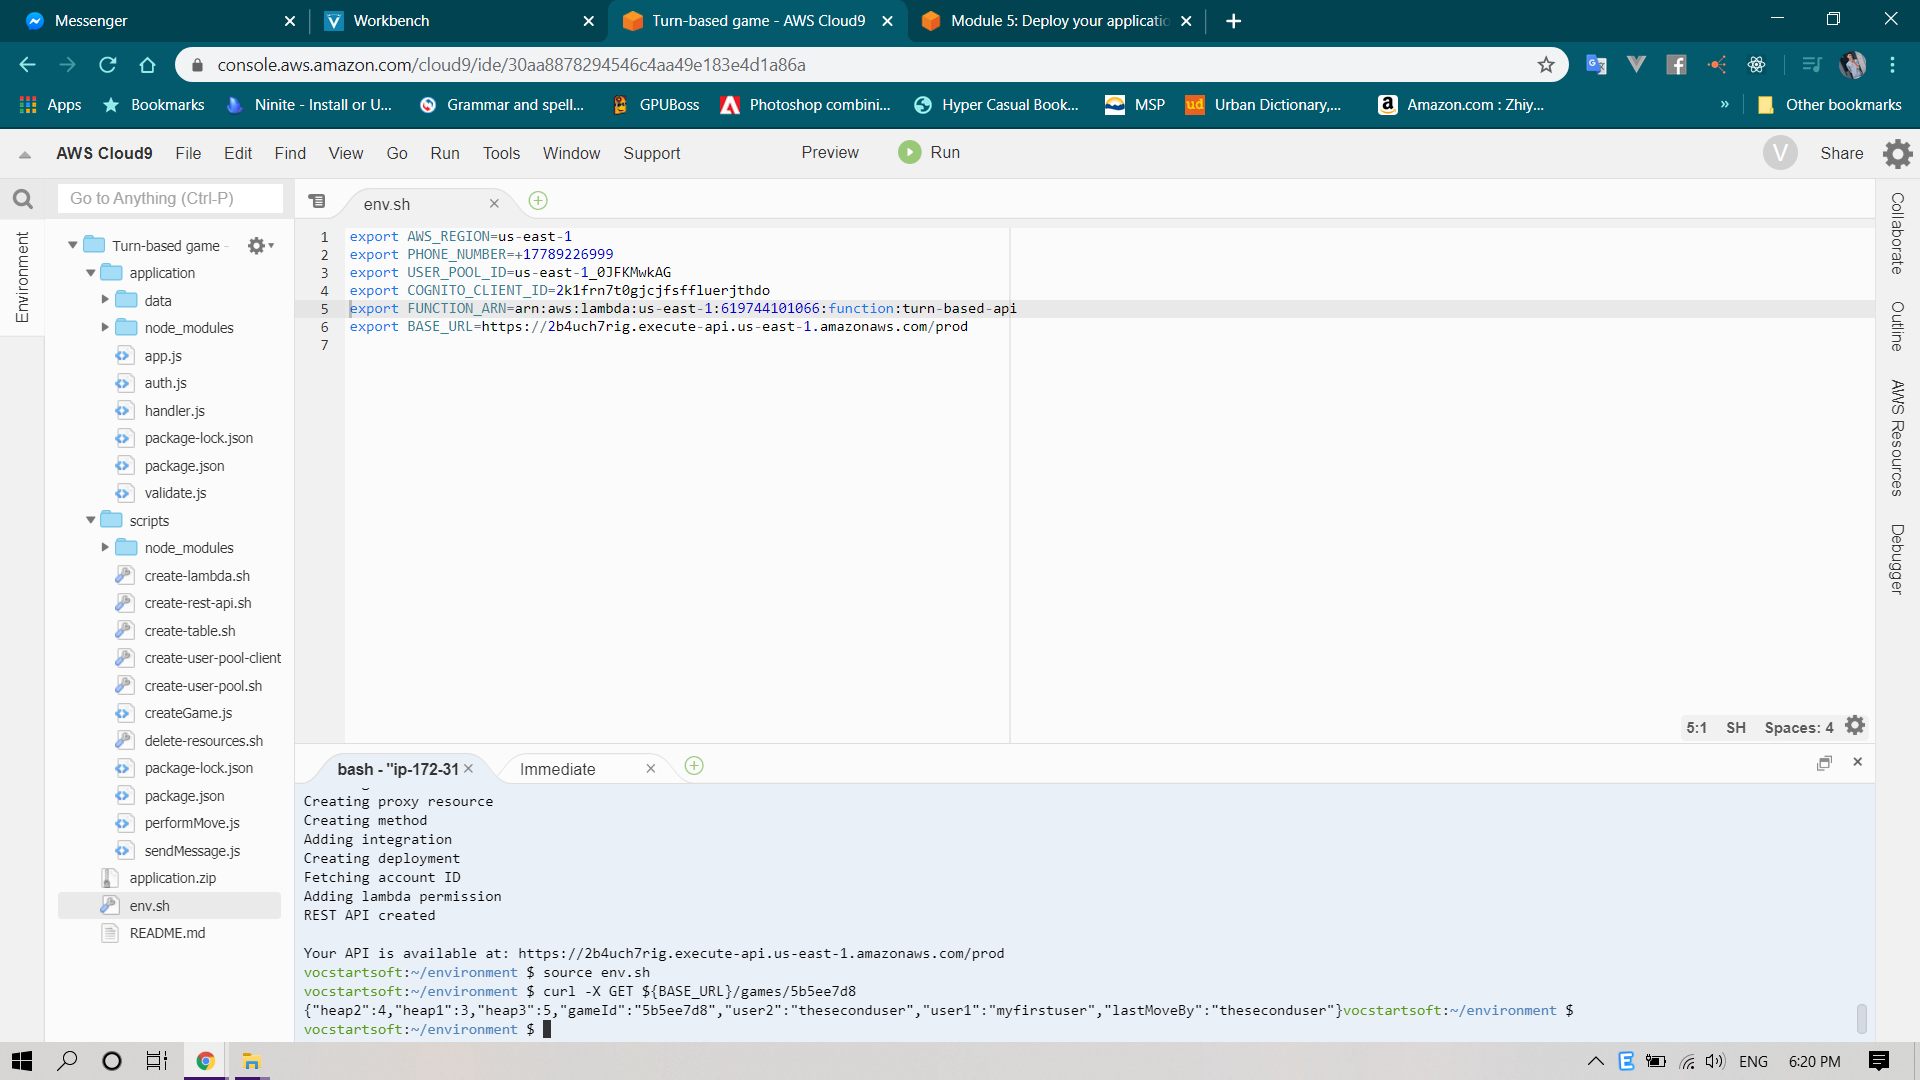 Messenger
Workbench
Turn-based game - AWS Cloud9
Module 5: Deploy your applicatio
console.aws.amazon.com/cloud9/ide/30aa8878294546c4aa49e183e4d1a86a
Apps
Bookmarks
Ninite - Install or U...
Grammar and spell...
GPUBoss
Photoshop combini...
Hyper Casual Book...
MSP
Urban Dictionary,...
Amazon.com : Zhiy...
»
Other bookmarks
AWS Cloud9 File Edit Find View Go Run Tools Window Support Preview Run V Share
Go to Anything (Ctrl-P)
env.sh
Environment
Turn-based game -
application
data
node_modules
app.js
auth.js
handler.js
package-lock.json
package.json
validate.js
scripts
node_modules
create-lambda.sh
create-rest-api.sh
create-table.sh
create-user-pool-client
create-user-pool.sh
createGame.js
delete-resources.sh
package-lock.json
package.json
performMove.js
sendMessage.js
application.zip
env.sh
README.md
1 export AWS_REGION=us-east-1
2 export PHONE_NUMBER=+17789226999
3 export USER_POOL_ID=us-east-1_0JFKMwkAG
4 export COGNITO_CLIENT_ID=2k1frn7t0gjcjfsffluerjthdo
5 export FUNCTION_ARN=arn:aws:lambda:us-east-1:619744101066:function:turn-based-api
6 export BASE_URL=https://2b4uch7rig.execute-api.us-east-1.amazonaws.com/prod
7
5:1 SH Spaces: 4
Collaborate
Outline
AWS Resources
Debugger
bash - "ip-172-31
Immediate
Creating proxy resource
Creating method
Adding integration
Creating deployment
Fetching account ID
Adding lambda permission
REST API created
Your API is available at: https://2b4uch7rig.execute-api.us-east-1.amazonaws.com/prod
vocstartsoft:~/environment $ source env.sh
vocstartsoft:~/environment $ curl -X GET ${BASE_URL}/games/5b5ee7d8
{"heap2":4,"heap1":3,"heap3":5,"gameId":"5b5ee7d8","user2":"theseconduser","user1":"myfirstuser","lastMoveBy":"theseconduser"}vocstartsoft:~/environment $
vocstartsoft:~/environment $
ENG
6:20 PM